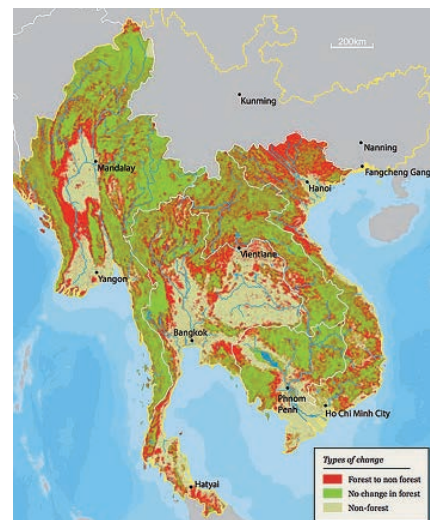 200km
Kunming
Nanning
Mandalay
Fangcheng Gang
Hanoi
Vientiane
Yangon
Bangkok
Phnom
Penh
Ho Chi Minh City
Hatyai
Types of change
Forest to non forest
No change in forest
Non-forest